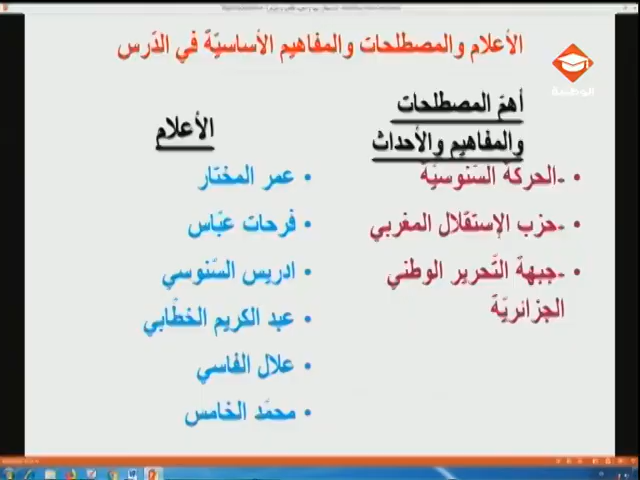 الأعلام والمصطلحات والمفاهيم الأساسيّة في الدّرس
الوطنية
أهمّ المصطلحات
والمفاهيم والأحداث
-الحركة السّنوسيّة
-حزب الإستقلال المغربي
-جبهة التّحرير الوطني
الجزائريّة
الأعلام
عمر المختار
فرحات عبّاس
ادريس السّنوسي
عبد الكريم الخطّابي
علال الفاسي
محمّد الخامس